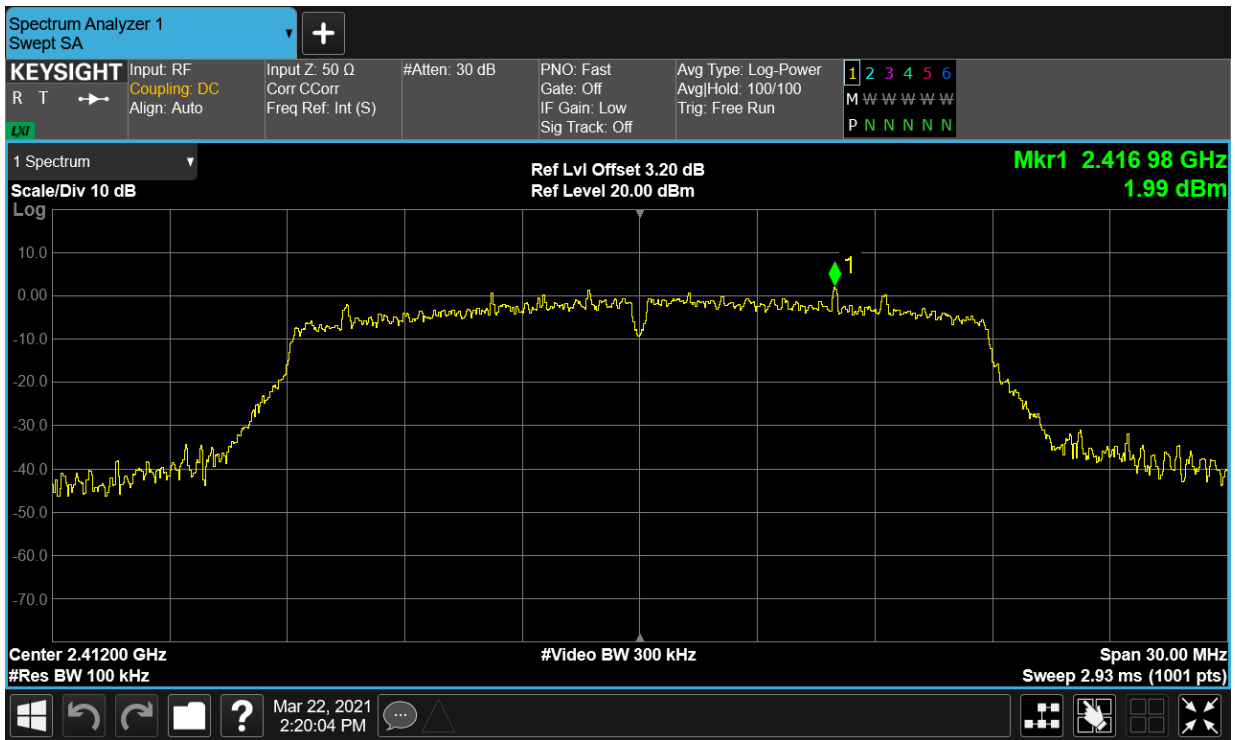 Spectrum Analyzer 1
Swept SA
KEYSIGHT
R T
LXI
Input: RF
Coupling: DC
Align: Auto
Input Z: 50 Ω
Corr CCorr
Freq Ref: Int (S)
#Atten: 30 dB
PNO: Fast
Gate: Off
IF Gain: Low
Sig Track: Off
Avg Type: Log-Power
Avg|Hold: 100/100
Trig: Free Run
1 2 3 4 5 6
M W W W W W
P N N N N N
1 Spectrum
Scale/Div 10 dB
Log
Ref Lvl Offset 3.20 dB
Ref Level 20.00 dBm
Mkr1 2.416 98 GHz
1.99 dBm
1
10.0
0.00
-10.0
-20.0
-30.0
-40.0
-50.0
-60.0
-70.0
Center 2.41200 GHz
#Res BW 100 kHz
#Video BW 300 kHz
Span 30.00 MHz
Sweep 2.93 ms (1001 pts)
?
Mar 22, 2021
2:20:04 PM